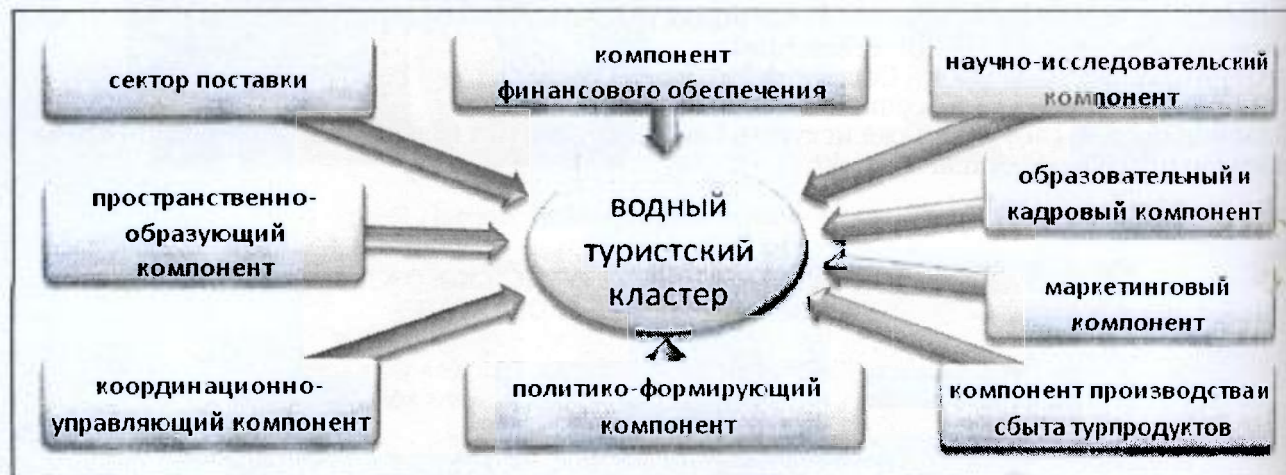 сектор поставки
компонент
финансового обеспечения
научно-исследовательский
компонент
пространственно-
образующий
компонент
водный
туристский
кластер
образовательный и
кадровый компонент
маркетинговый
компонент
координационно-
управляющий компонент
политико-формирующий
компонент
компонент производства и
сбыта турпродуктов